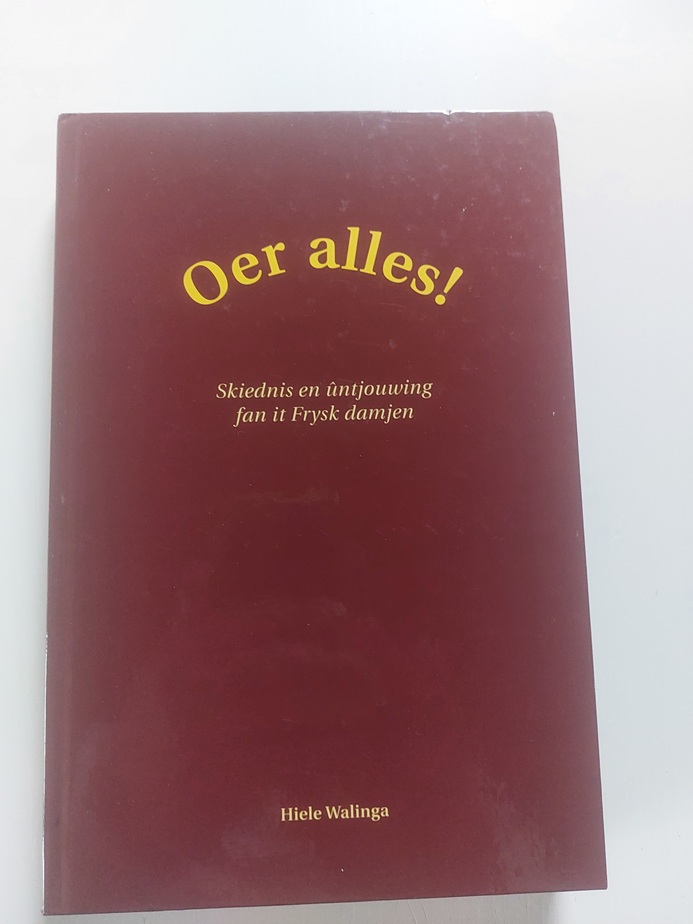 Oer alles!
Skiednis en ûntjouwing
fan it Frysk damjen
Hiele Walinga